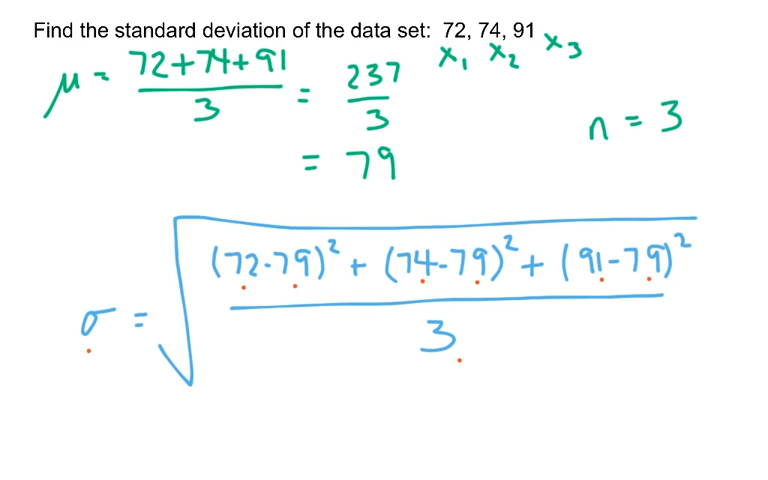 Find the standard deviation of the data set: 72, 74, 91
x₁ x₂ x₃
μ = (72+74+91)/3 = 237/3
n = 3
= 79
σ = √(((72-79)² + (74-79)² + (91-79)²)/3)